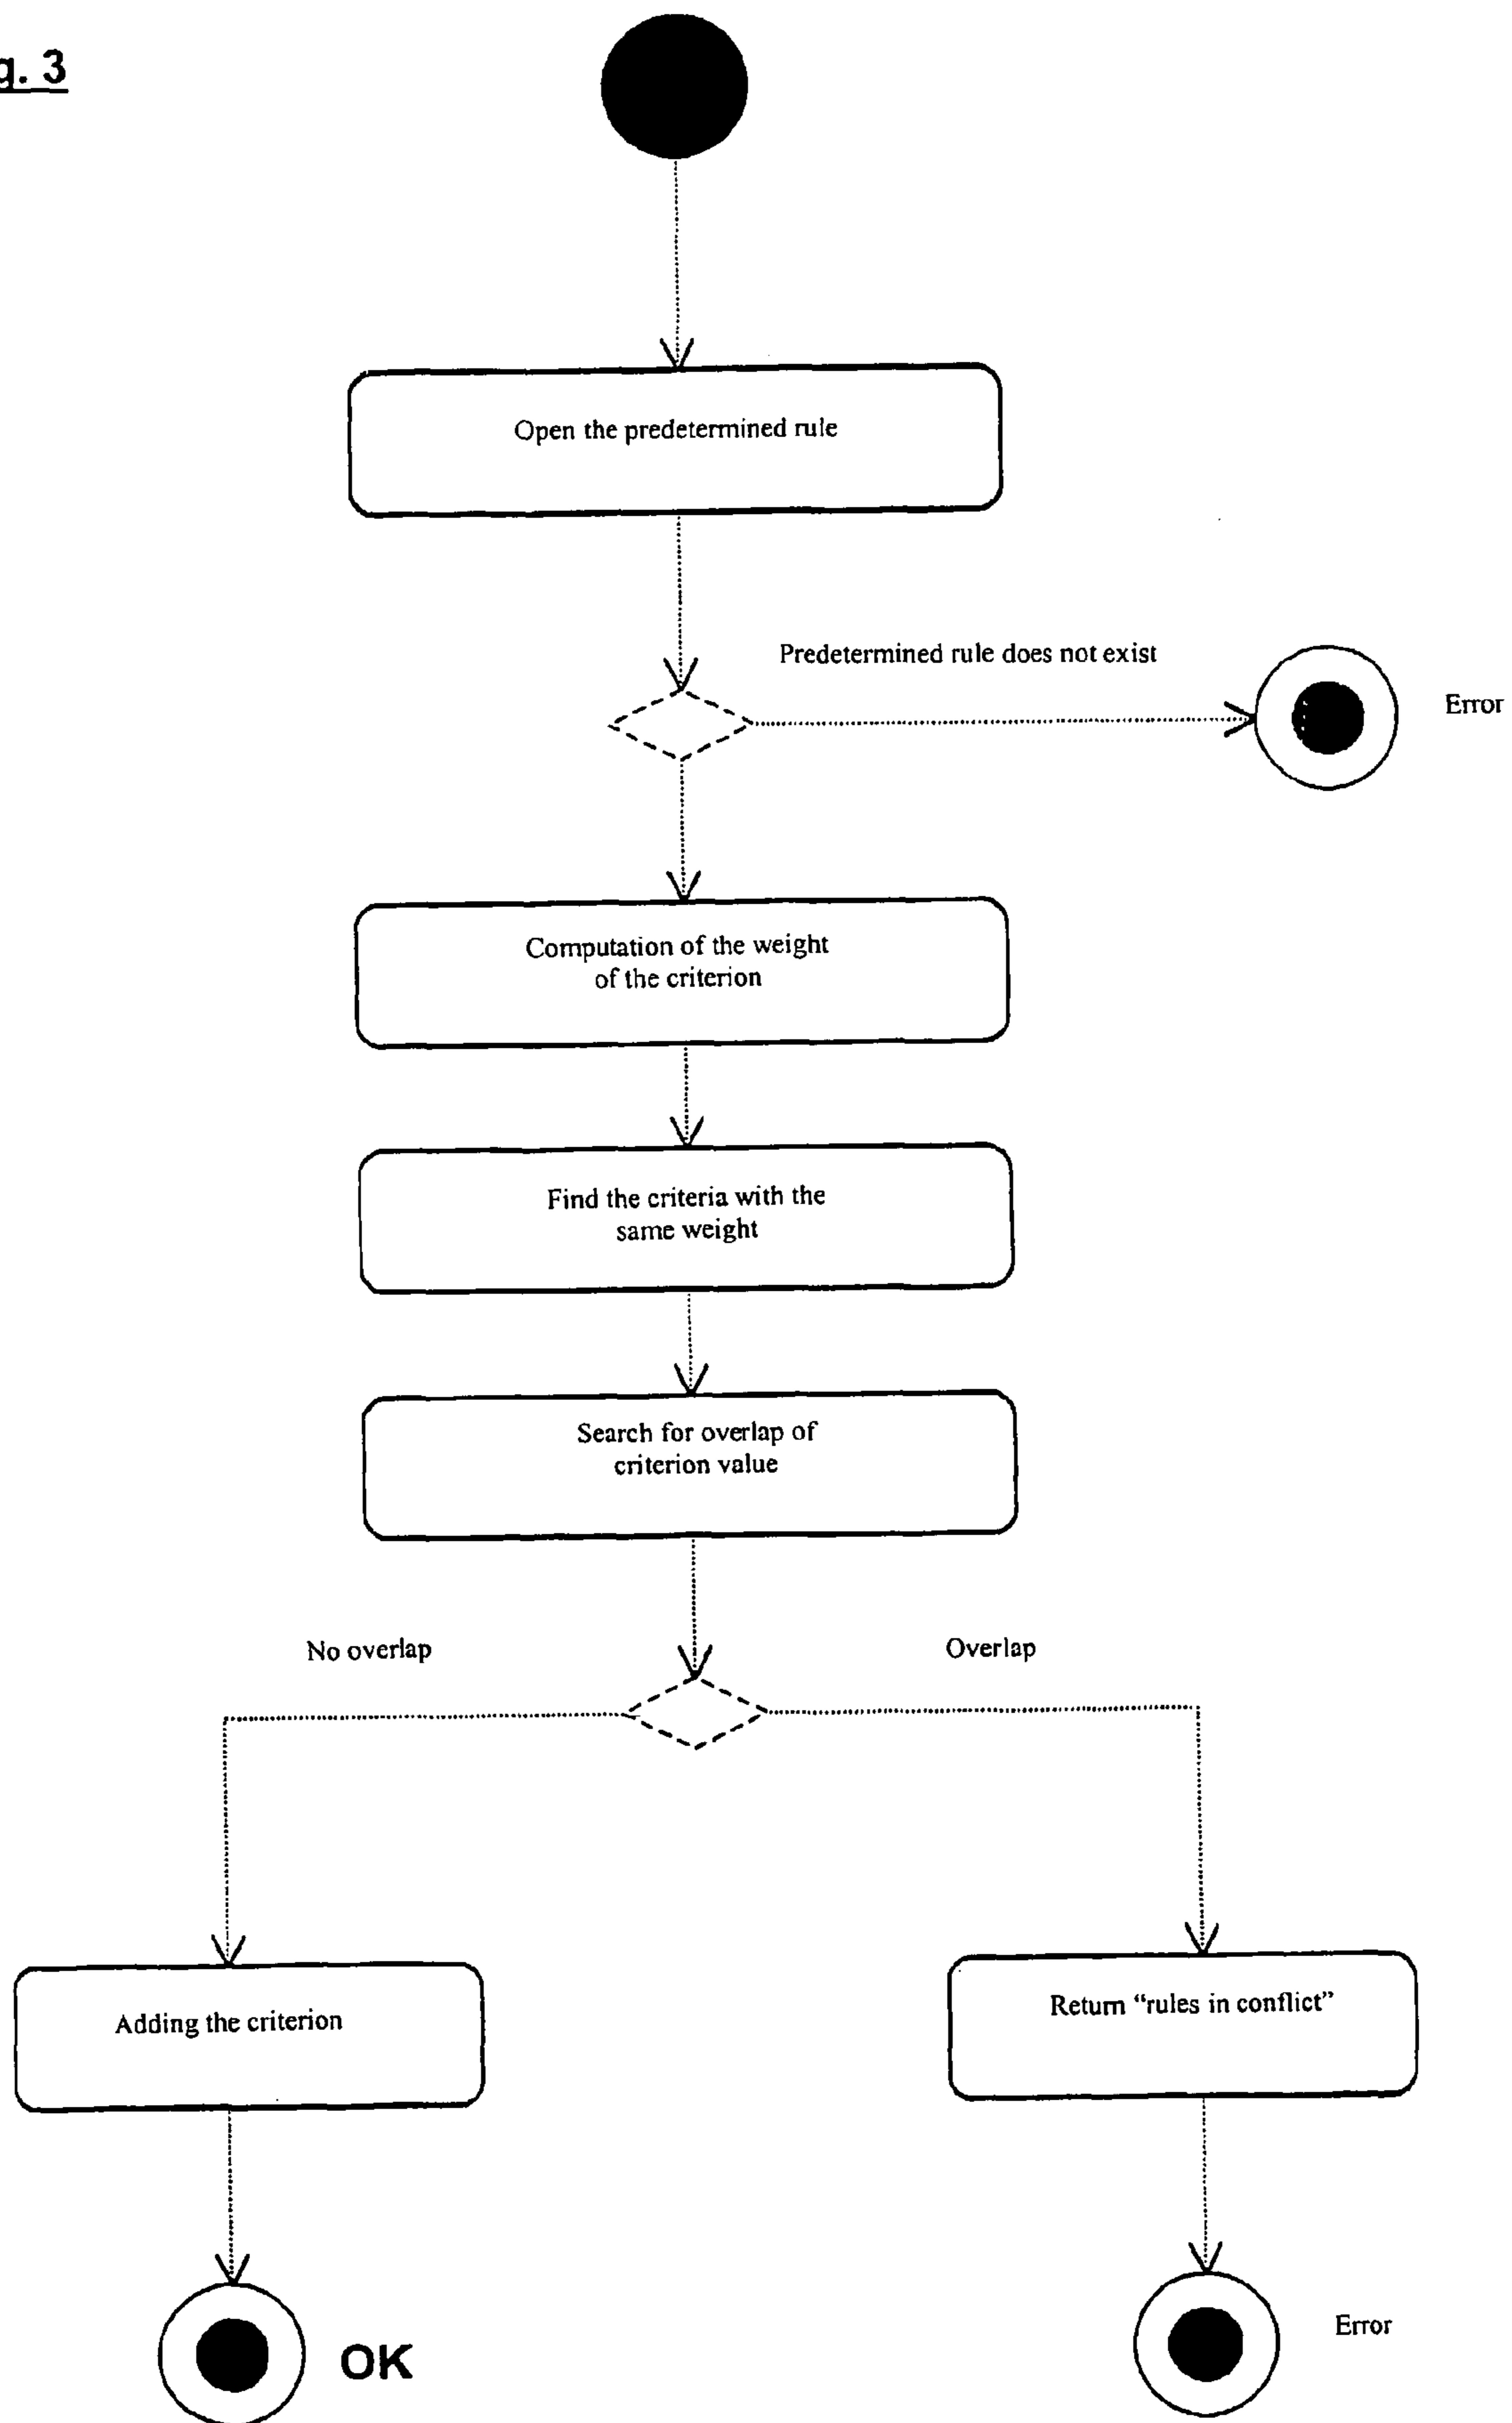 g. 3
Open the predetermined rule
Predetermined rule does not exist
Error
Computation of the weight
of the criterion
Find the criteria with the
same weight
Search for overlap of
criterion value
No overlap
Overlap
Adding the criterion
Return “rules in conflict”
OK
Error